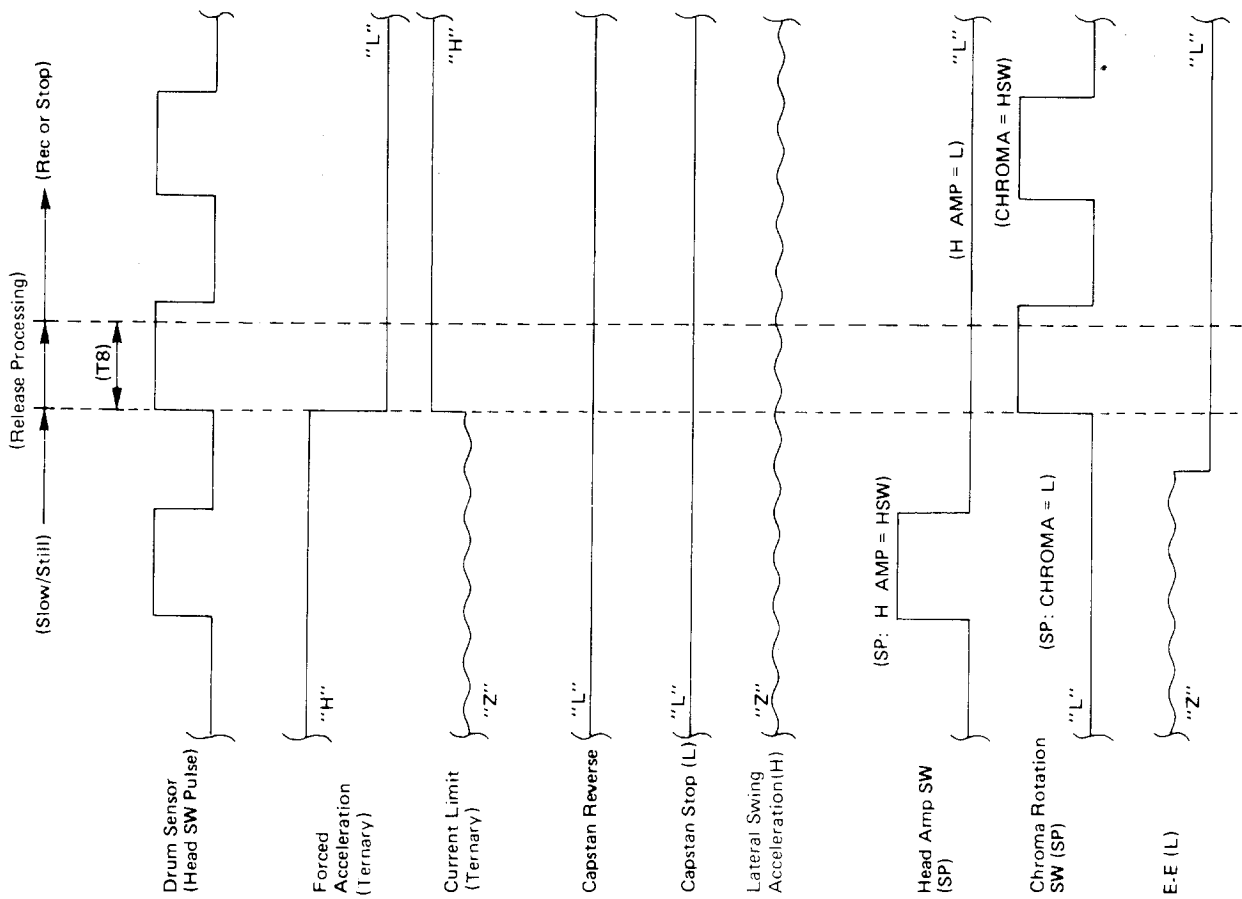 (Release Processing)
(Slow/Still)
(Rec or Stop)
(T8)
Drum Sensor
(Head SW Pulse)
Forced
Acceleration
(Ternary)
"H"
"L"
Current Limit
(Ternary)
"Z"
"H"
Capstan Reverse
"L"
Capstan Stop (L)
"L"
Lateral Swing
Acceleration(H)
"Z"
Head Amp SW
(SP)
(SP: H AMP = HSW)
(H AMP = L)
"L"
Chroma Rotation
SW (SP)
"L"
(SP: CHROMA = L)
(CHROMA = HSW)
E-E (L)
"Z"
"L"